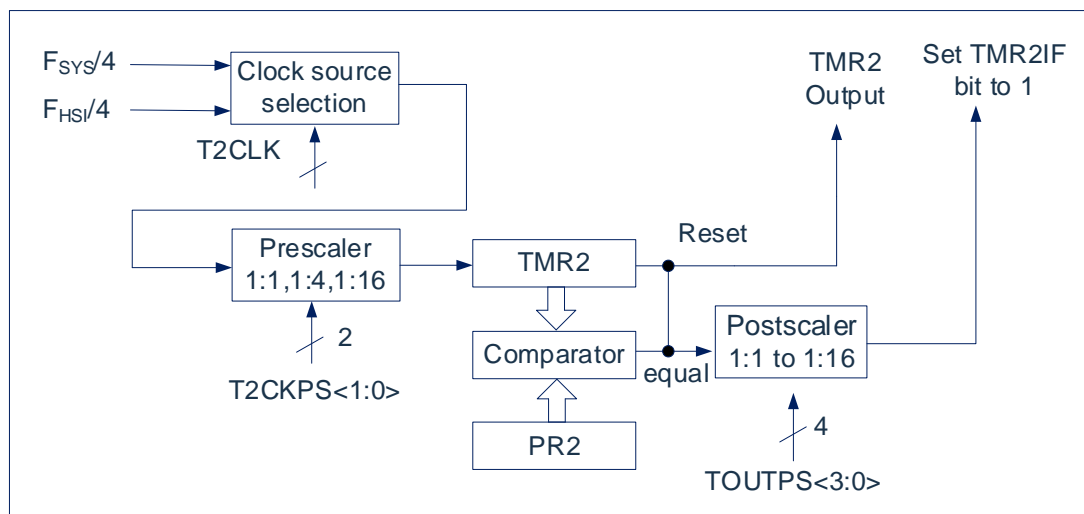 F_SYS/4
F_HSI/4
Clock source
selection
T2CLK
TMR2
Output
Set TMR2IF
bit to 1
Prescaler
1:1,1:4,1:16
2
T2CKPS<1:0>
TMR2
Reset
Comparator
equal
PR2
Postscaler
1:1 to 1:16
4
TOUTPS<3:0>